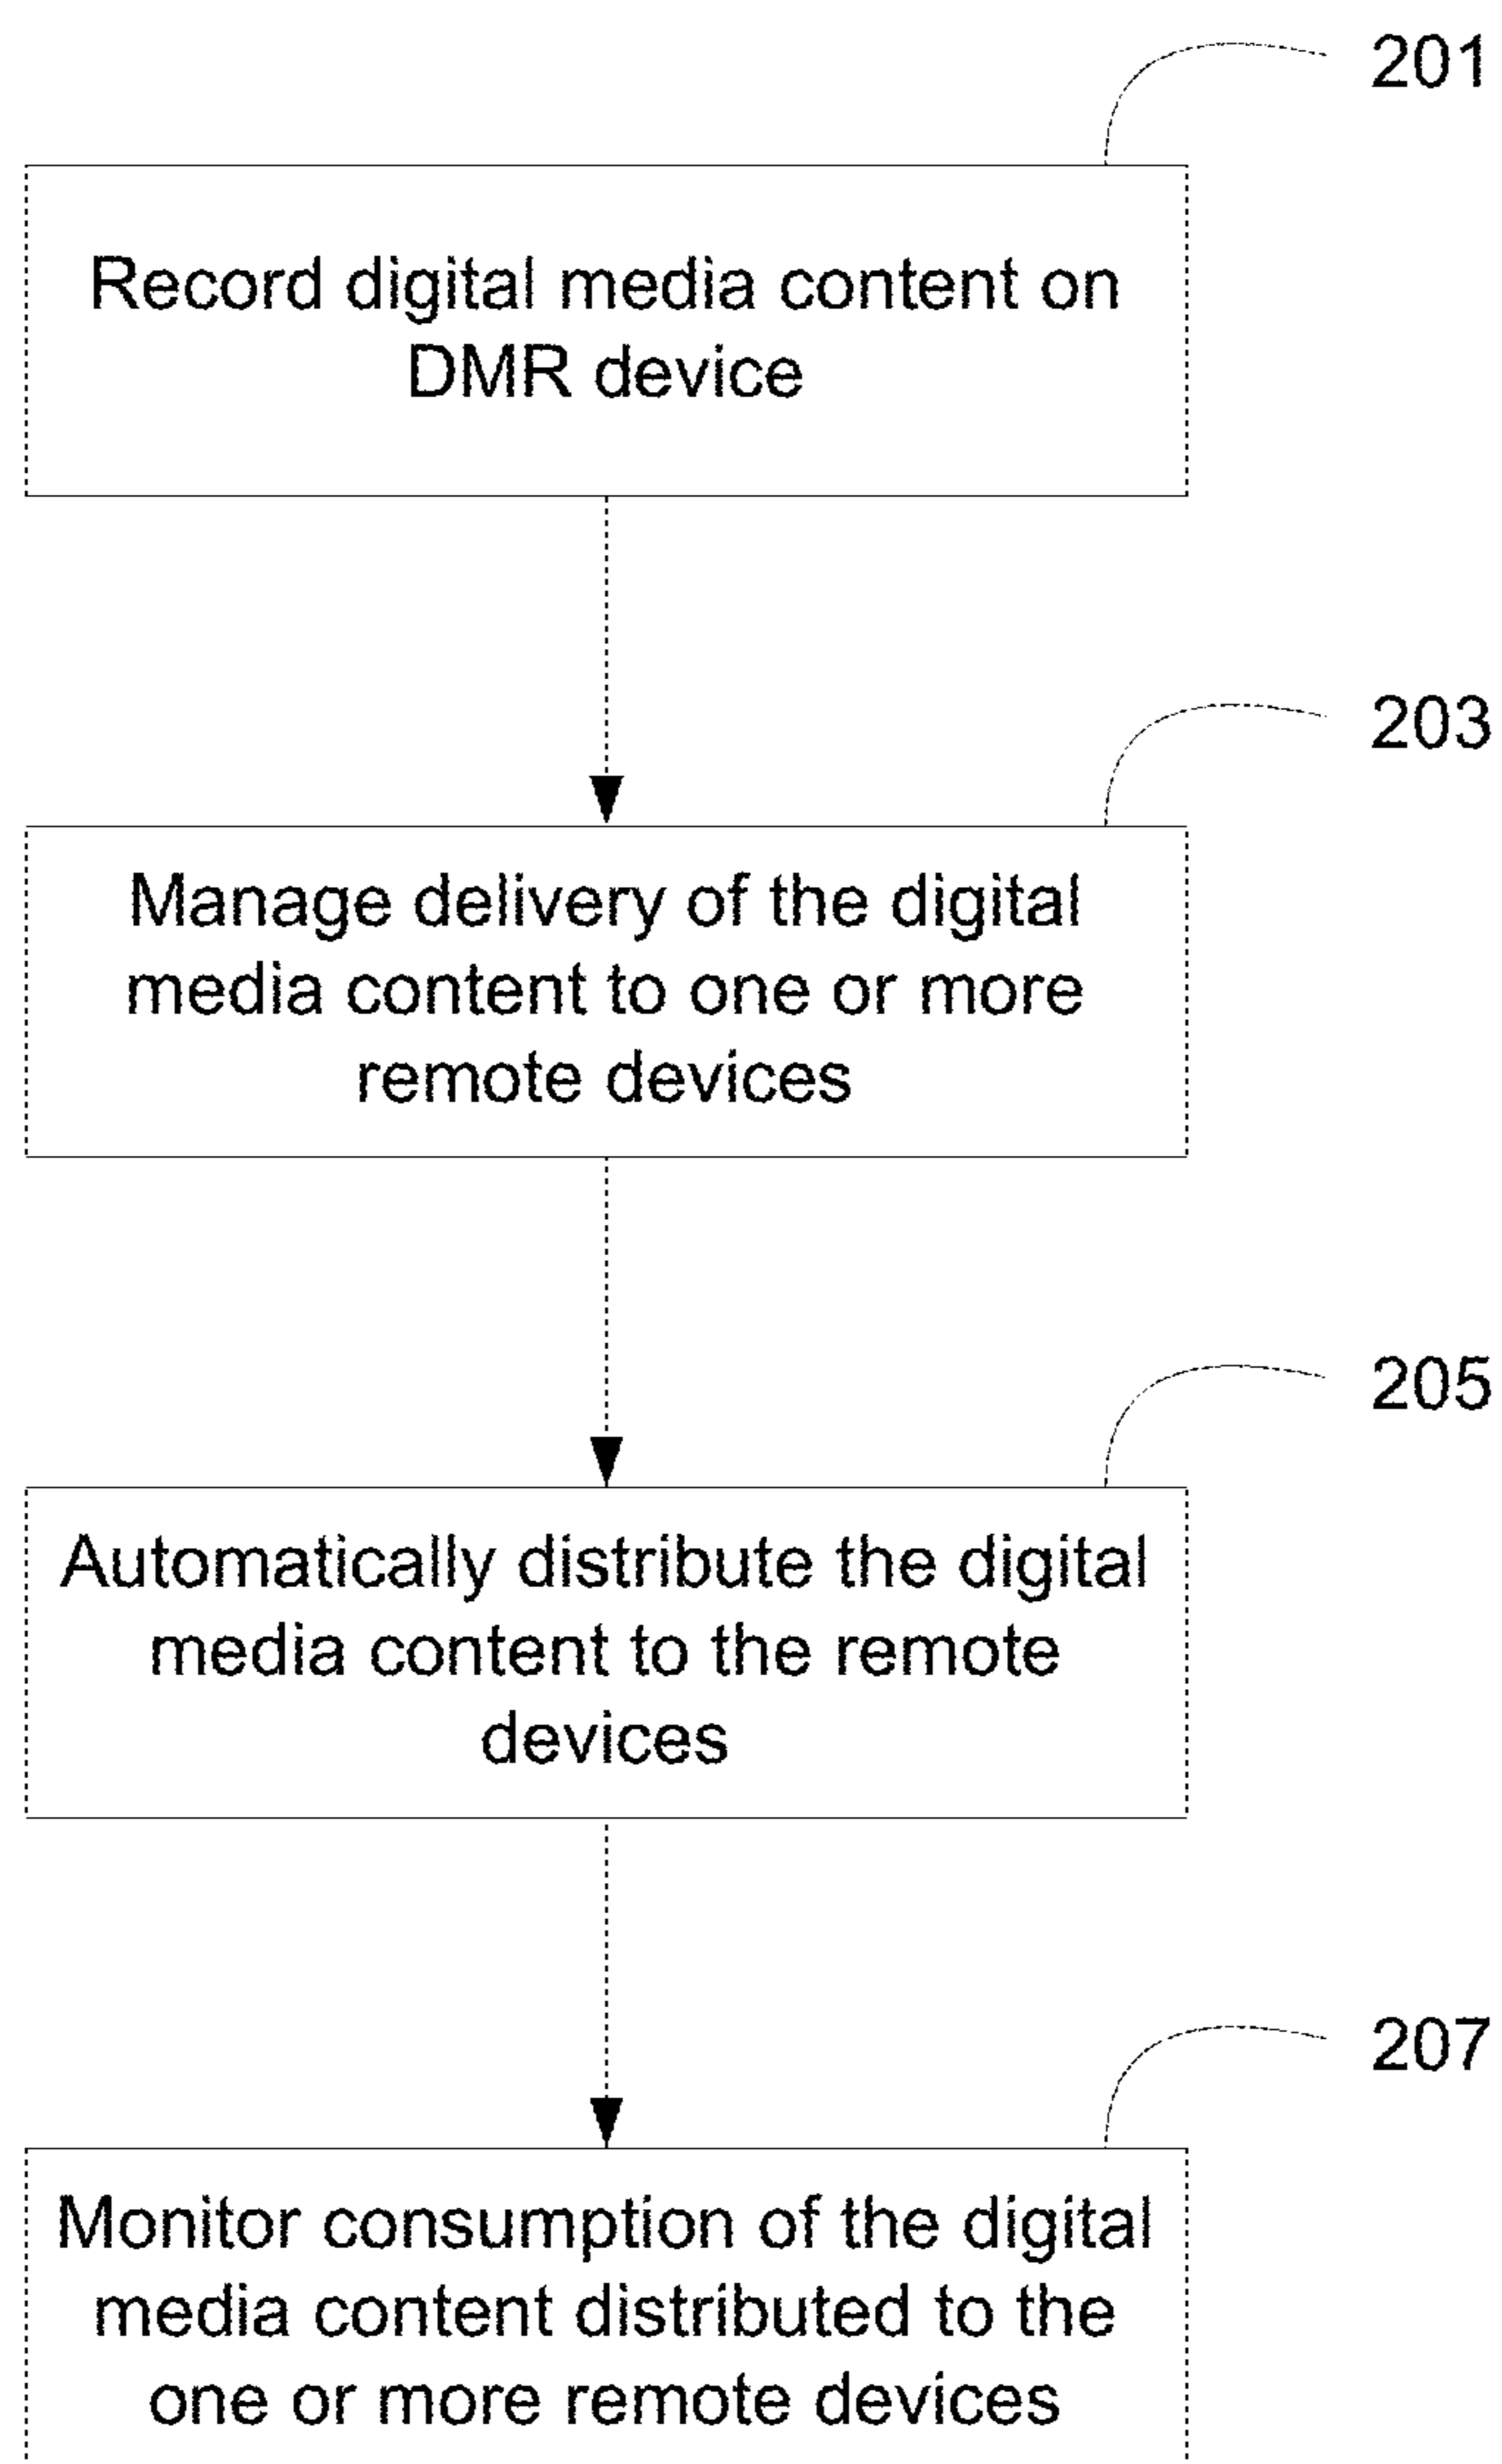 201
Record digital media content on
DMR device
203
Manage delivery of the digital
media content to one or more
remote devices
205
Automatically distribute the digital
media content to the remote
devices
207
Monitor consumption of the digital
media content distributed to the
one or more remote devices